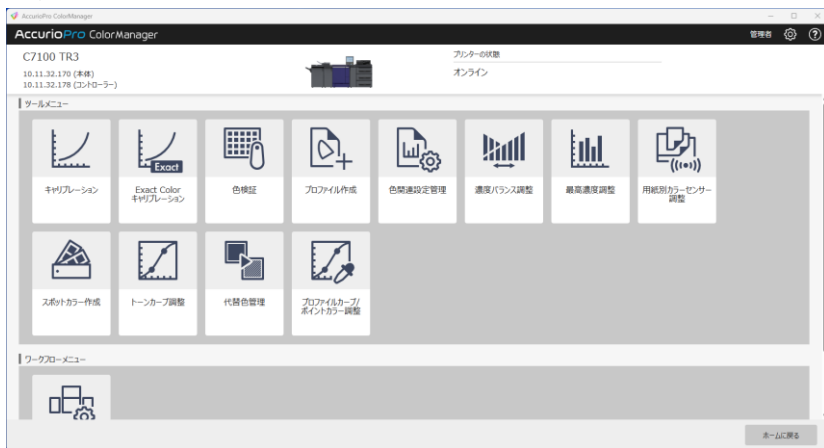 AccurioPro ColorManager
AccurioPro ColorManager
管理者
C7100 TR3
10.11.32.170 (本体)
10.11.32.178 (コントローラー)
プリンターの状態
オンライン
ツールメニュー
キャリブレーション
Exact
Exact Color
キャリブレーション
色検証
プロファイル作成
色関連設定管理
濃度バランス調整
最高濃度調整
用紙別カラーセンサー
調整
スポットカラー作成
トーンカーブ調整
代替色管理
プロファイルカーブ/
ポイントカラー調整
ワークフローメニュー
ホームに戻る